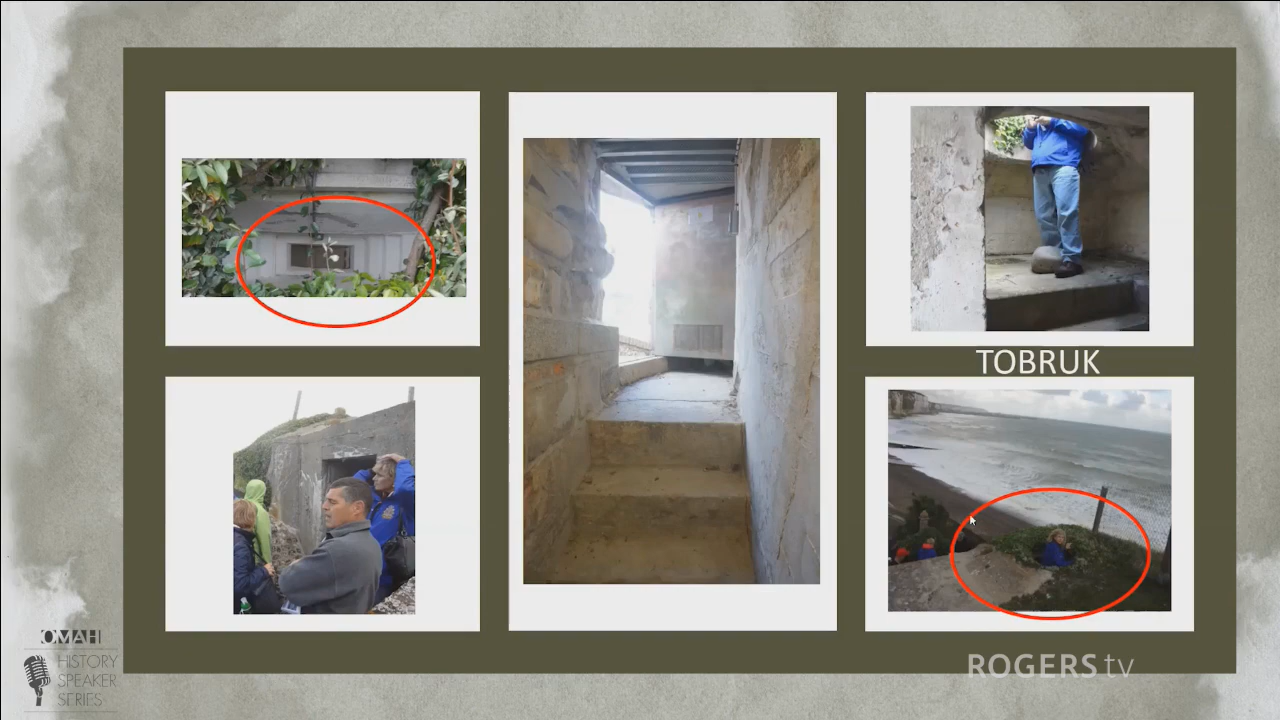 TOBRUK
OMAH
HISTORY
SPEAKER
SERIES
ROGERS tv